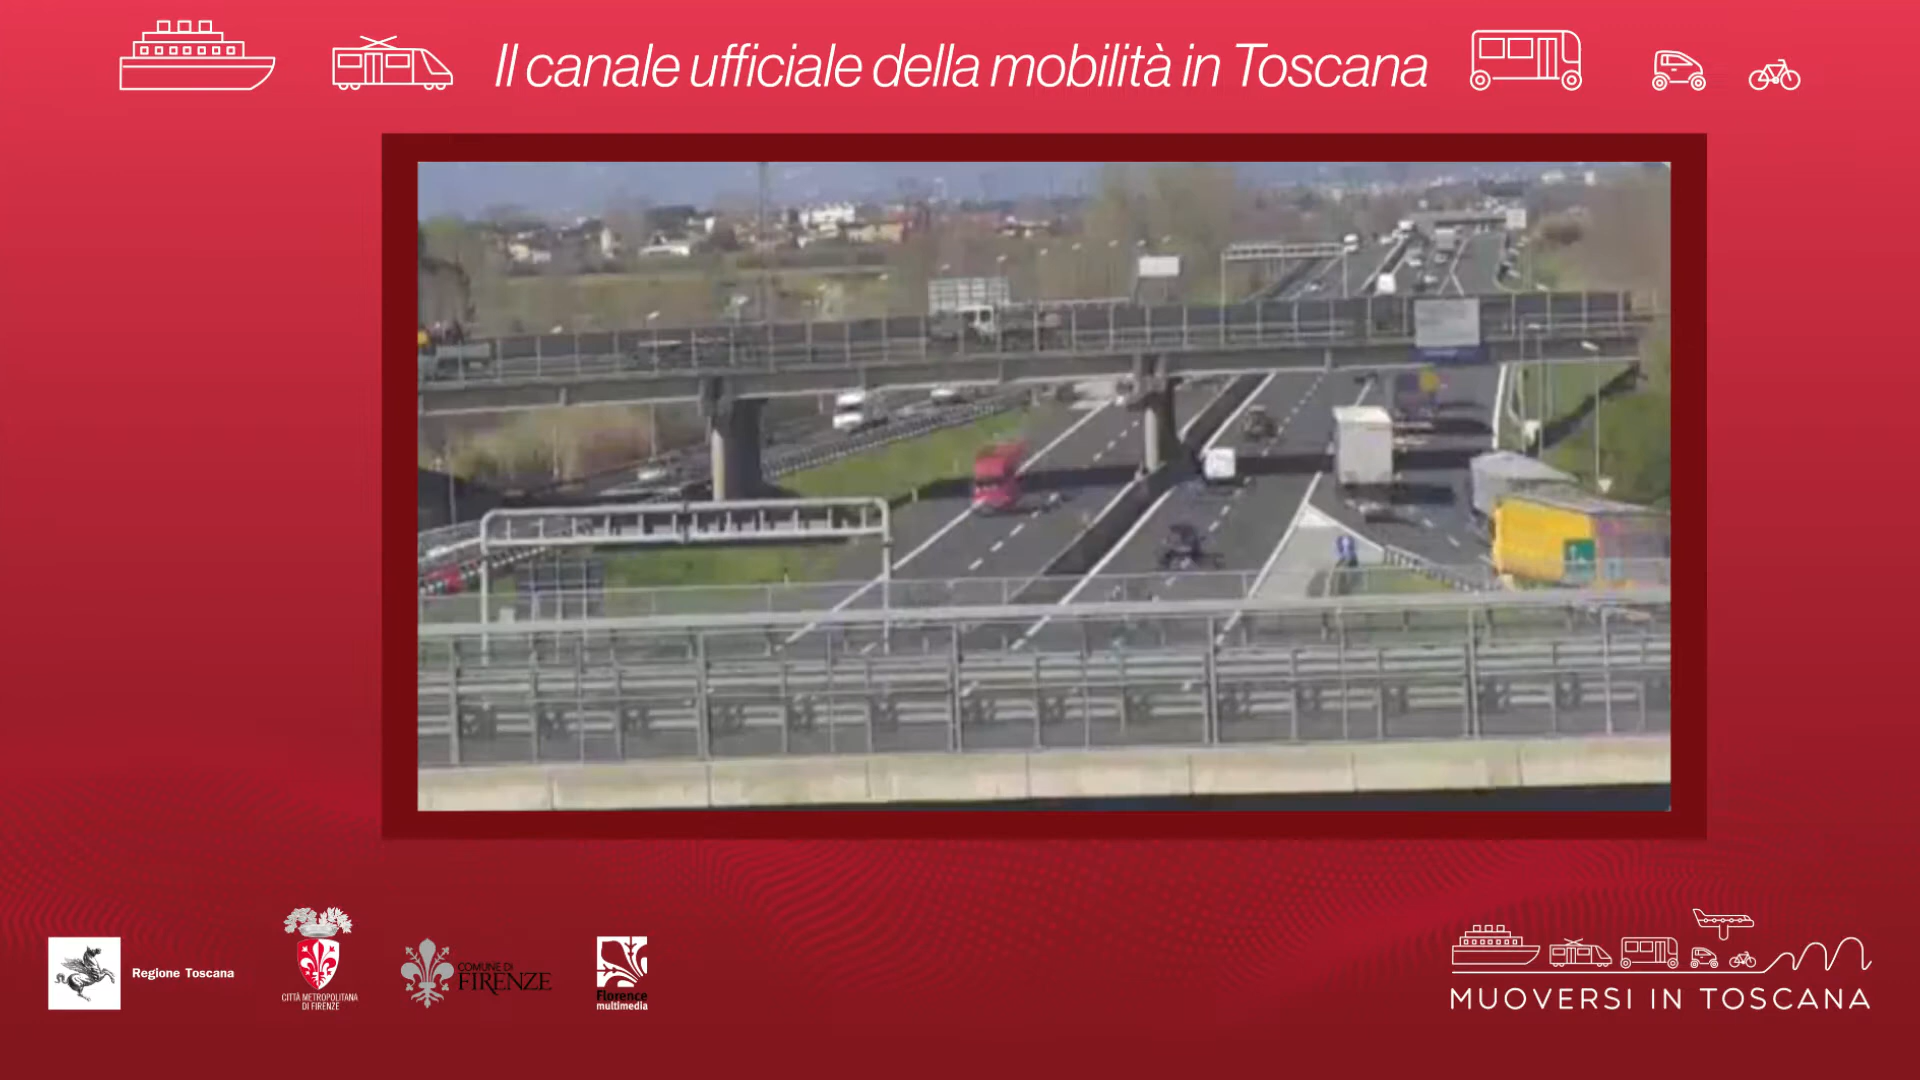 Il canale ufficiale della mobilità in Toscana
Regione Toscana
CITTÀ METROPOLITANA
DI FIRENZE
COMUNE DI
FIRENZE
Florence
multimedia
MUOVERSI IN TOSCANA